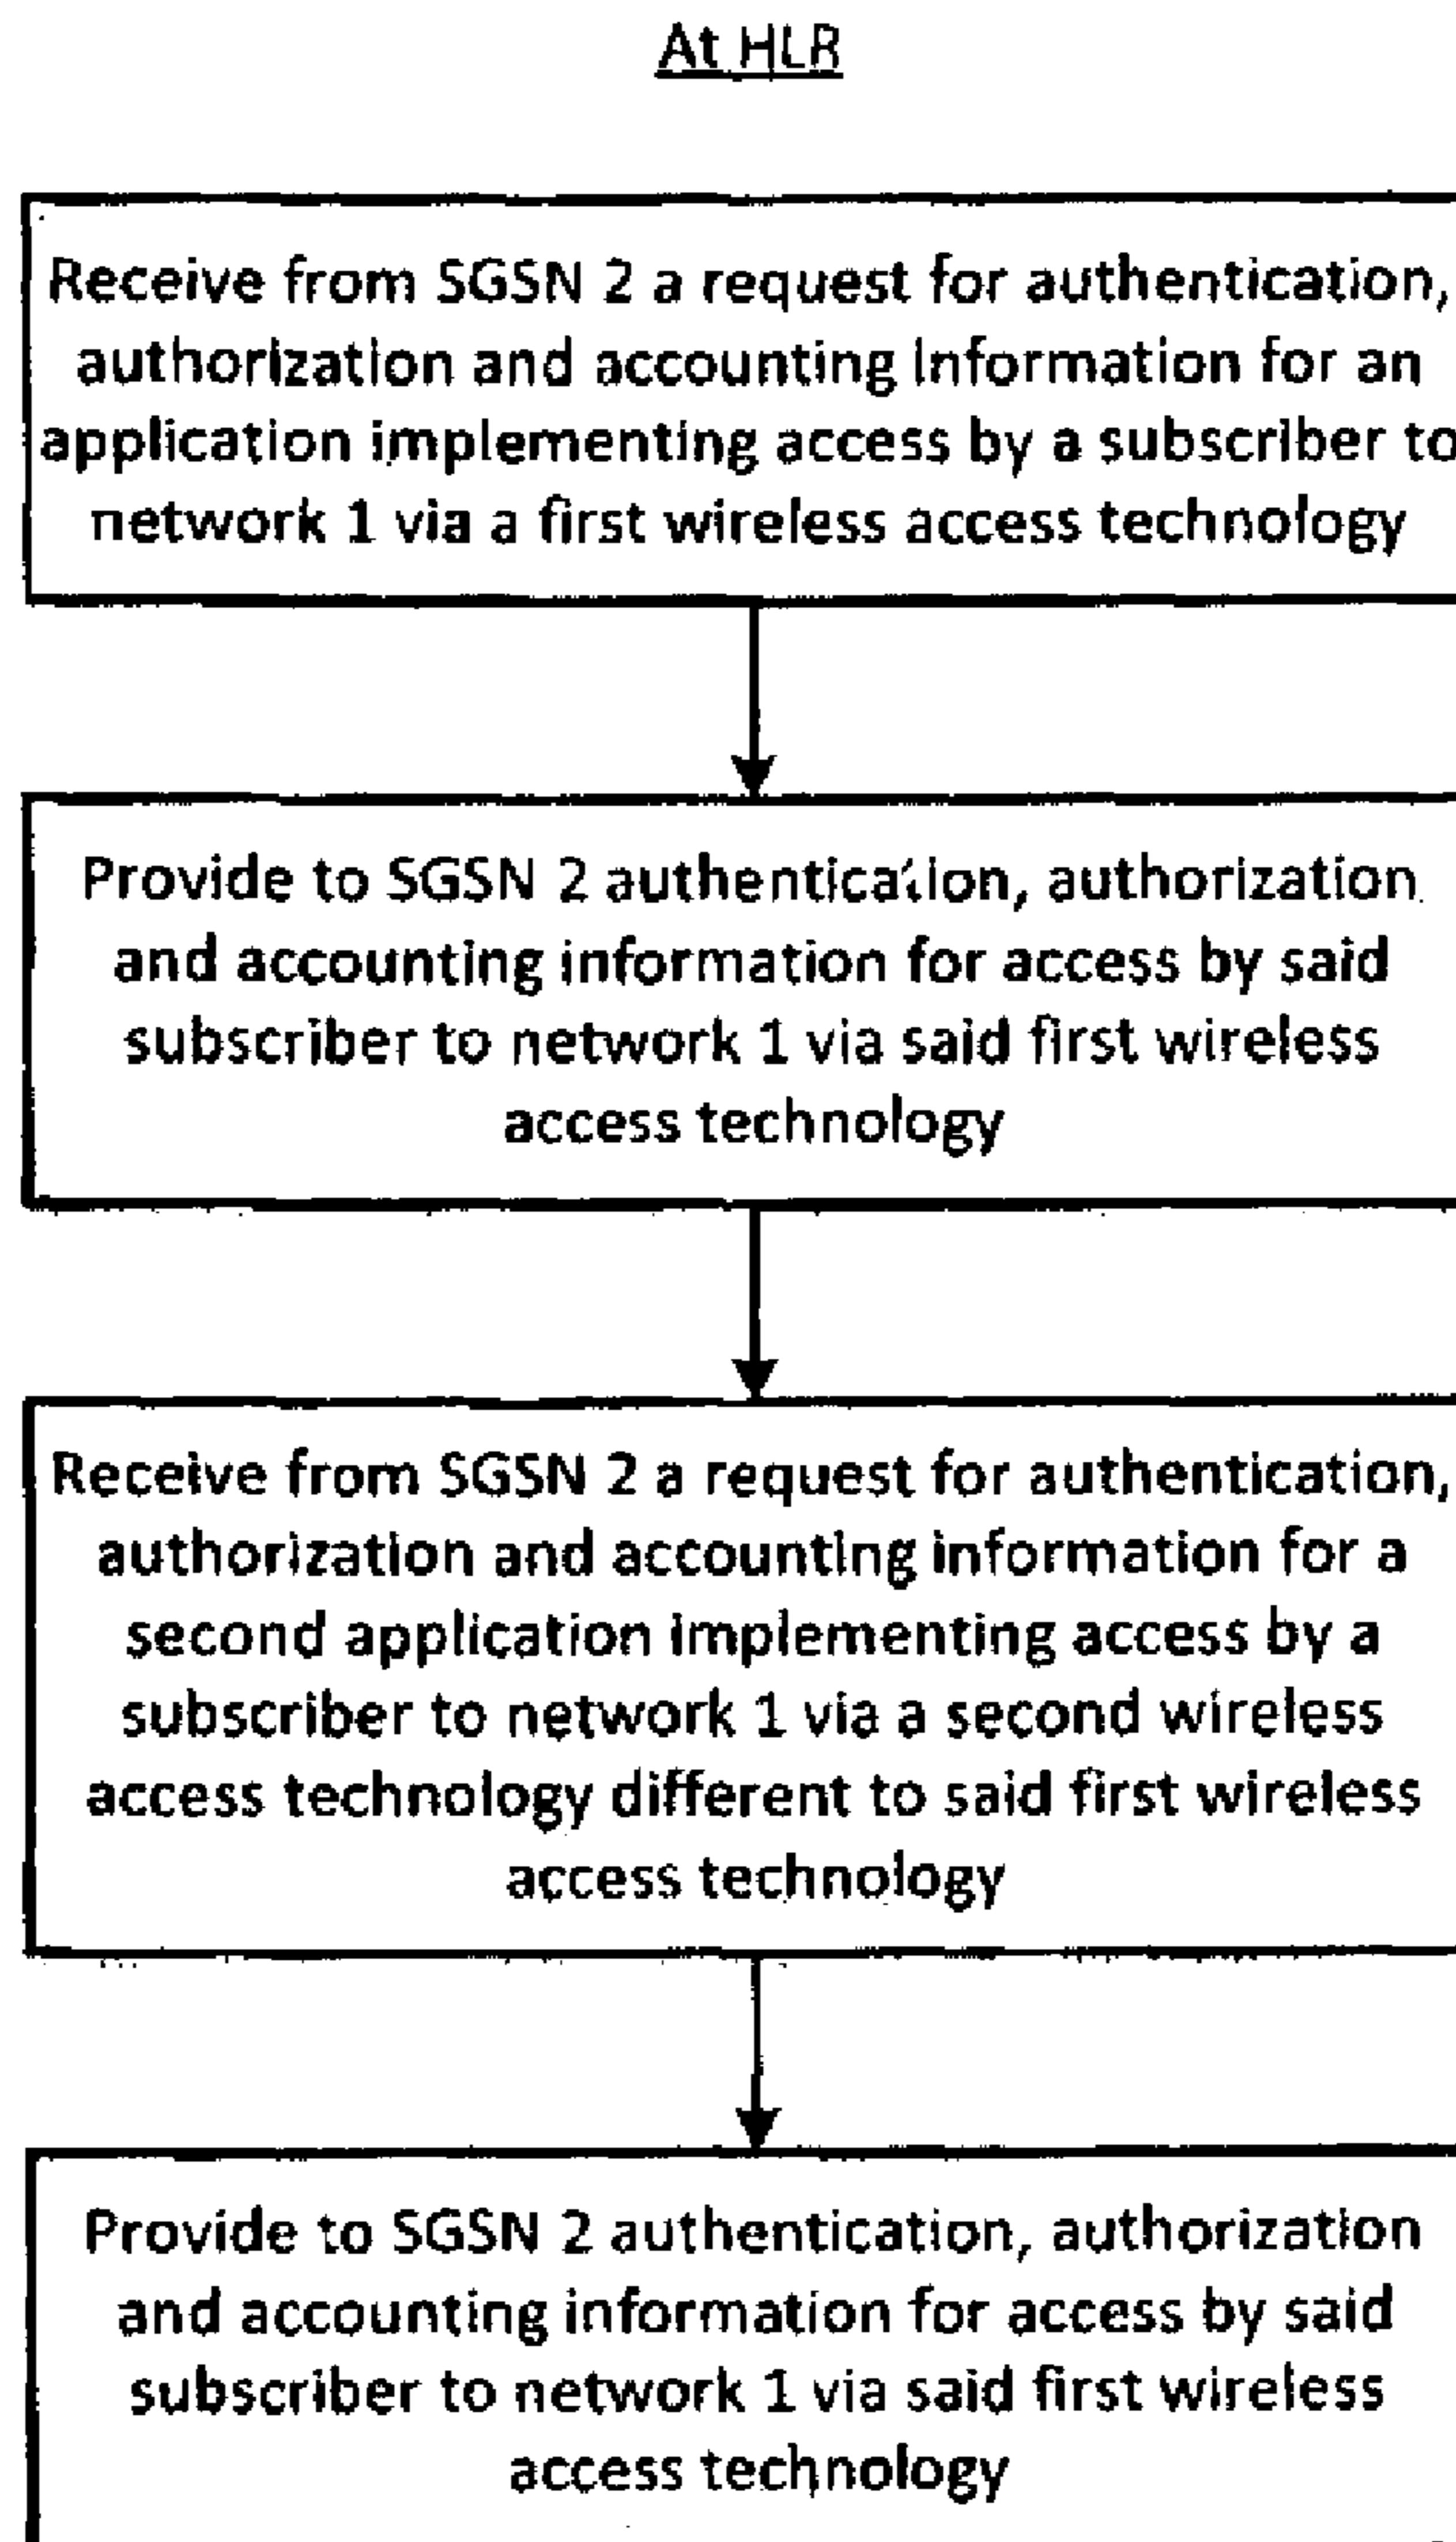 At HLR
Receive from SGSN 2 a request for authentication,
authorization and accounting information for an
application implementing access by a subscriber to
network 1 via a first wireless access technology
Provide to SGSN 2 authentication, authorization
and accounting information for access by said
subscriber to network 1 via said first wireless
access technology
Receive from SGSN 2 a request for authentication,
authorization and accounting information for a
second application implementing access by a
subscriber to network 1 via a second wireless
access technology different to said first wireless
access technology
Provide to SGSN 2 authentication, authorization
and accounting information for access by said
subscriber to network 1 via said first wireless
access technology